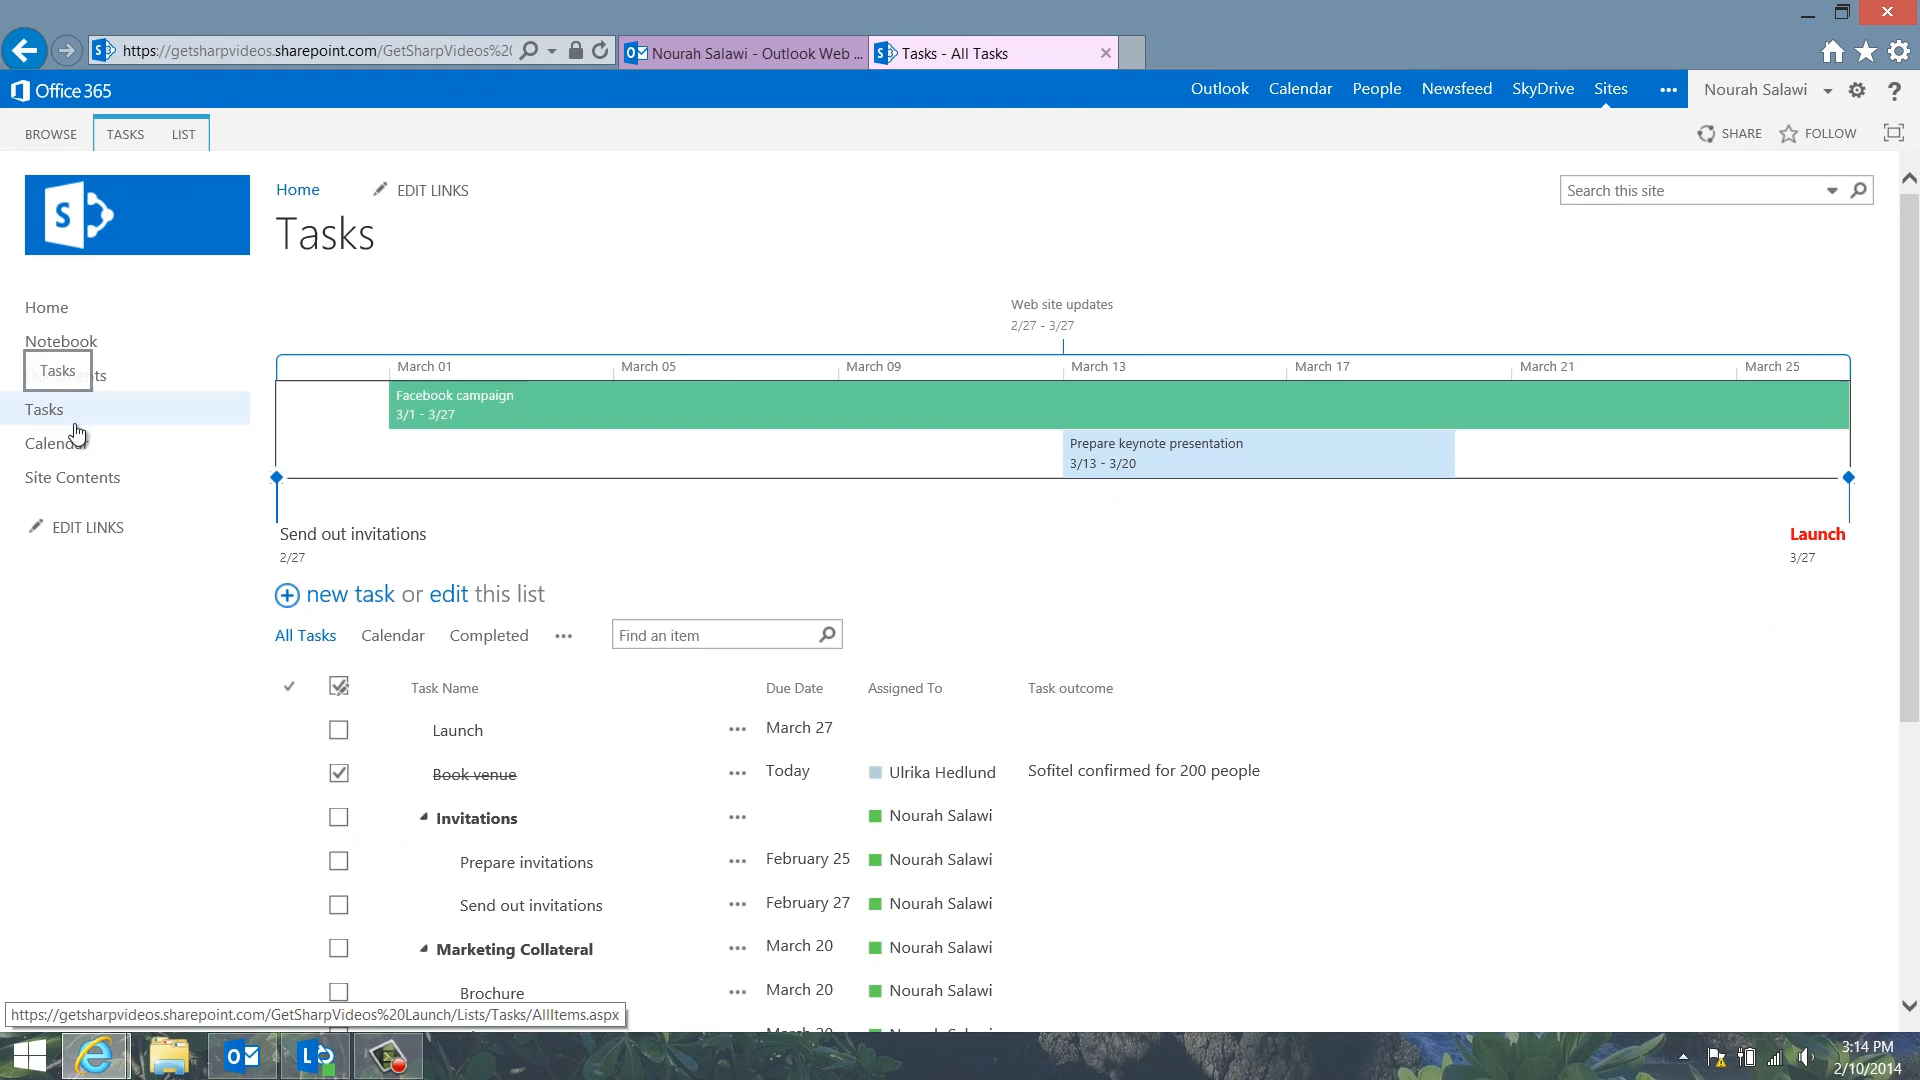 https://getsharpvideos.sharepoint.com/GetSharpVideos%20
Nourah Salawi - Outlook Web ...
Tasks - All Tasks
Office 365
Outlook
Calendar
People
Newsfeed
SkyDrive
Sites
Nourah Salawi
BROWSE
TASKS
LIST
SHARE
FOLLOW
Home
EDIT LINKS
Search this site
Tasks
Home
Notebook
Tasks
Tasks
Calendar
Site Contents
EDIT LINKS
Web site updates
2/27 - 3/27
March 01
March 05
March 09
March 13
March 17
March 21
March 25
Facebook campaign
3/1 - 3/27
Prepare keynote presentation
3/13 - 3/20
Send out invitations
2/27
Launch
3/27
new task or edit this list
All Tasks
Calendar
Completed
Find an item
Task Name
Due Date
Assigned To
Task outcome
Launch
March 27
Book venue
Today
Ulrika Hedlund
Sofitel confirmed for 200 people
Invitations
Nourah Salawi
Prepare invitations
February 25
Nourah Salawi
Send out invitations
February 27
Nourah Salawi
Marketing Collateral
March 20
Nourah Salawi
Brochure
March 20
Nourah Salawi
https://getsharpvideos.sharepoint.com/GetSharpVideos%20Launch/Lists/Tasks/AllItems.aspx
3:14 PM
2/10/2014